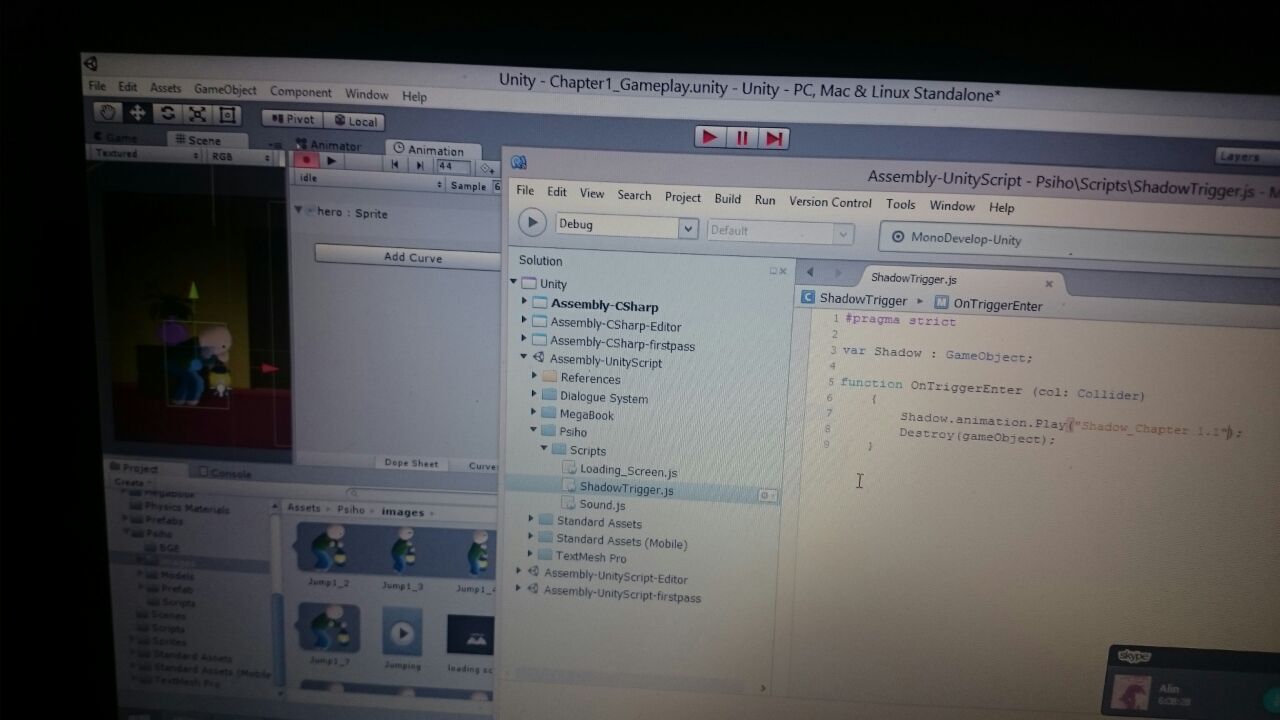 Unity - Chapter1_Gameplay.unity - Unity - PC, Mac & Linux Standalone*
File Edit Assets GameObject Component Window Help
Pivot Local
Layers
Game Scene
Textured RGB
Animator Animation
44
idle Sample 6
hero : Sprite
Add Curve
Dope Sheet Curve
Project Console
Create
Megabook
Physics Materials
Prefabs
Psiho
BGE
Models
Prefab
Scripts
Scenes
Scripts
Sprites
Standard Assets
Standard Assets (Mobile
TextMesh Pro
Assets Psiho images
Jump1_2 Jump1_3 Jump1_4
Jump1_7 Jumping loading sc
Assembly-UnityScript - Psiho\Scripts\ShadowTrigger.js - M
File Edit View Search Project Build Run Version Control Tools Window Help
Debug Default MonoDevelop-Unity
Solution
Unity
Assembly-CSharp
Assembly-CSharp-Editor
Assembly-CSharp-firstpass
Assembly-UnityScript
References
Dialogue System
MegaBook
Psiho
Scripts
Loading_Screen.js
ShadowTrigger.js
Sound.js
Standard Assets
Standard Assets (Mobile)
TextMesh Pro
Assembly-UnityScript-Editor
Assembly-UnityScript-firstpass
ShadowTrigger.js
C ShadowTrigger M OnTriggerEnter
1 #pragma strict
2
3 var Shadow : GameObject;
4
5 function OnTriggerEnter (col: Collider)
6 {
7 Shadow.animation.Play("Shadow_Chapter 1.1");
8 Destroy(gameObject);
9 }
skype
Alin
6:08:28